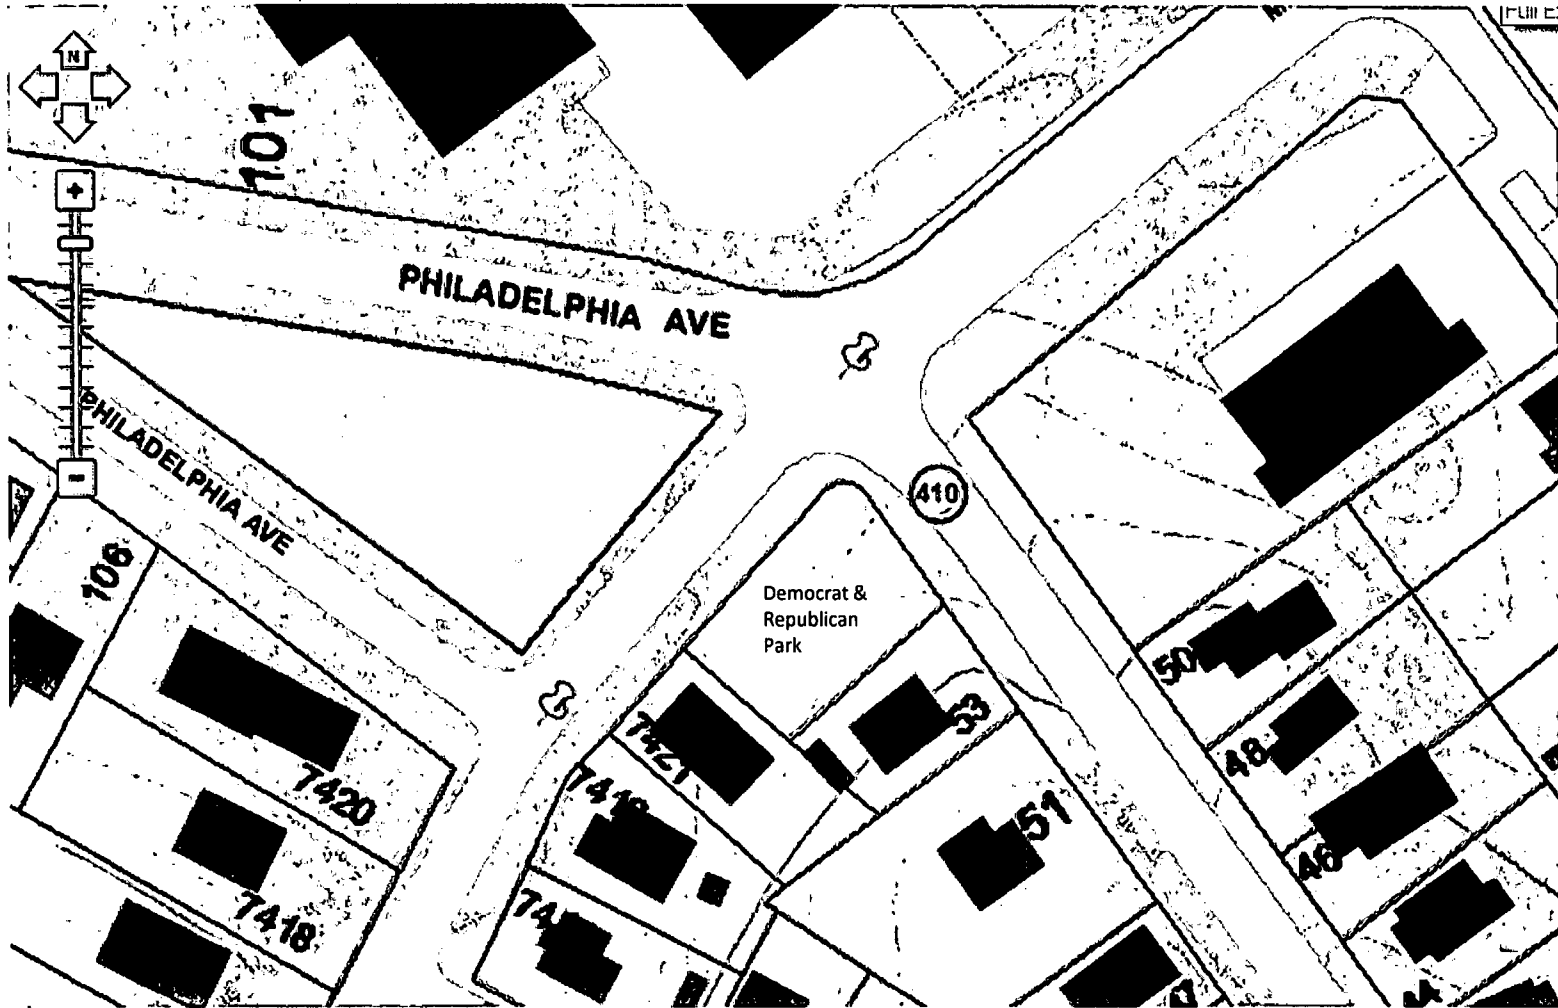 N
101
+
PHILADELPHIA AVE
PHILADELPHIA AVE
410
Democrat &
Republican
Park
106
50
53
7421
48
7420
51
46
7418
−